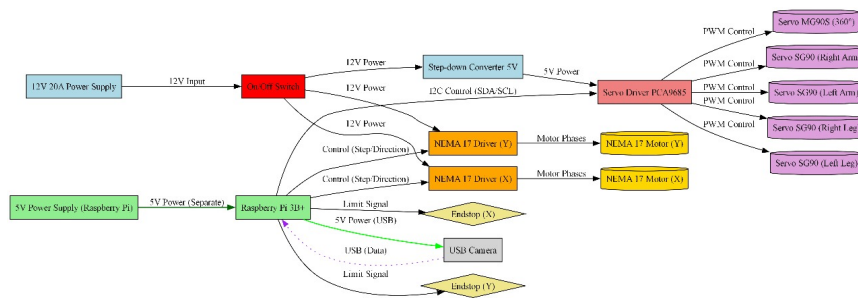 Servo MG90S (360°)
PWM Control
12V Power
Step-down Converter 5V
Servo SG90 (Right Arm)
PWM Control
12V 20A Power Supply
12V Input
On/Off Switch
12V Power
5V Power
Servo Driver PCA9685
PWM Control
Servo SG90 (Left Arm)
I2C Control (SDA/SCL)
PWM Control
12V Power
Servo SG90 (Right Leg)
Control (Step/Direction)
NEMA 17 Driver (Y)
Motor Phases
NEMA 17 Motor (Y)
PWM Control
Servo SG90 (Left Leg)
Control (Step/Direction)
NEMA 17 Driver (X)
Motor Phases
NEMA 17 Motor (X)
5V Power Supply (Raspberry Pi)
5V Power (Separate)
Raspberry Pi 3B+
Limit Signal
Endstop (X)
5V Power (USB)
USB (Data)
USB Camera
Limit Signal
Endstop (Y)